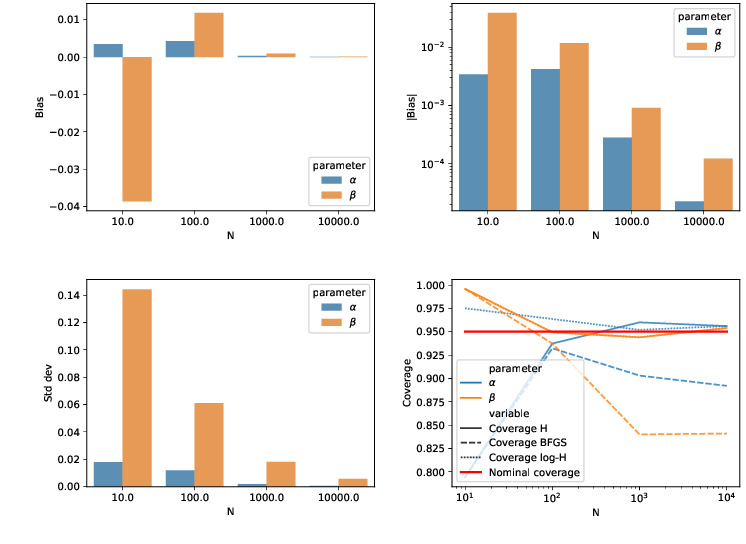 0.01
0.00
−0.01
−0.02
−0.03
−0.04
Bias
10.0 100.0 1000.0 10000.0
N
parameter
α
β
10⁻²
10⁻³
10⁻⁴
|Bias|
10.0 100.0 1000.0 10000.0
N
parameter
α
β
0.14
0.12
0.10
0.08
0.06
0.04
0.02
0.00
Std dev
10.0 100.0 1000.0 10000.0
N
parameter
α
β
1.000
0.975
0.950
0.925
0.900
0.875
0.850
0.825
0.800
Coverage
10¹ 10² 10³ 10⁴
N
parameter
α
β
variable
Coverage H
Coverage BFGS
Coverage log-H
Nominal coverage